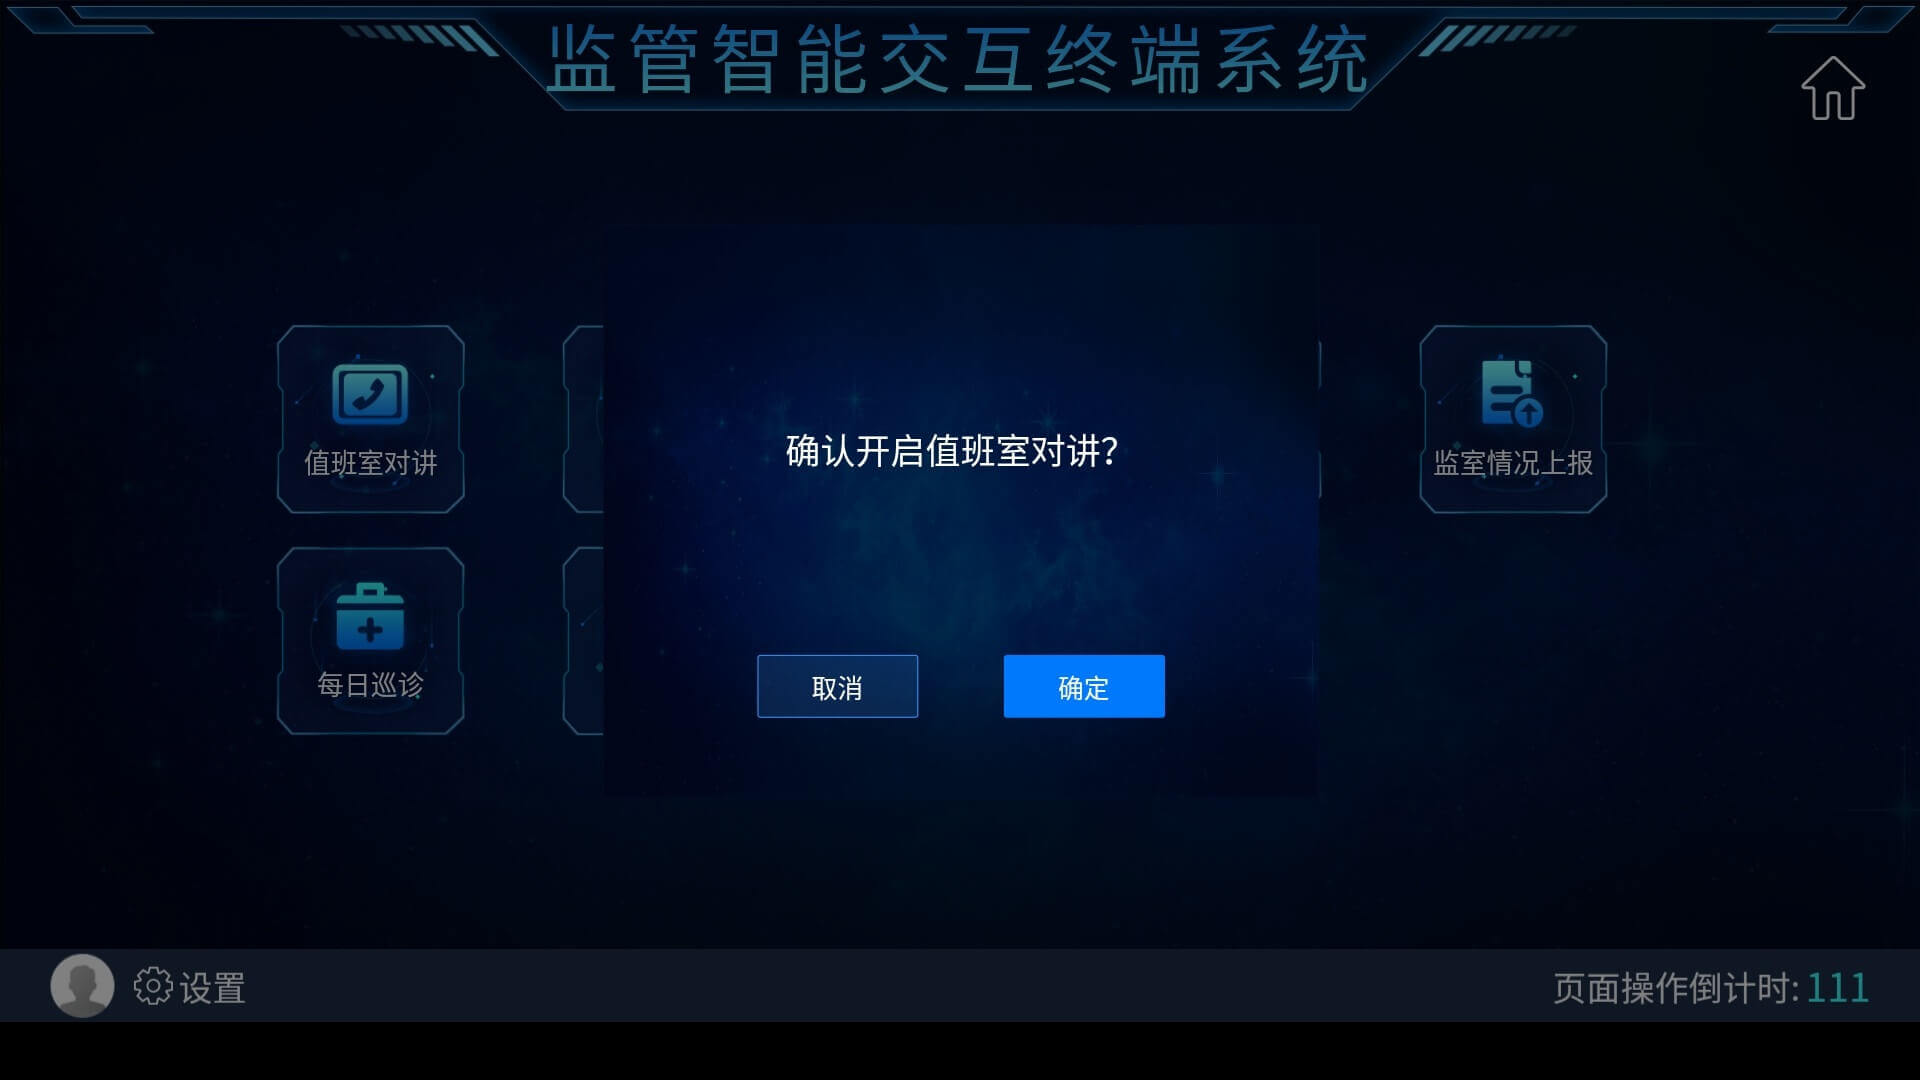 监管智能交互终端系统
值班室对讲
监室情况上报
确认开启值班室对讲？
每日巡诊
取消
确定
设置
页面操作倒计时:111